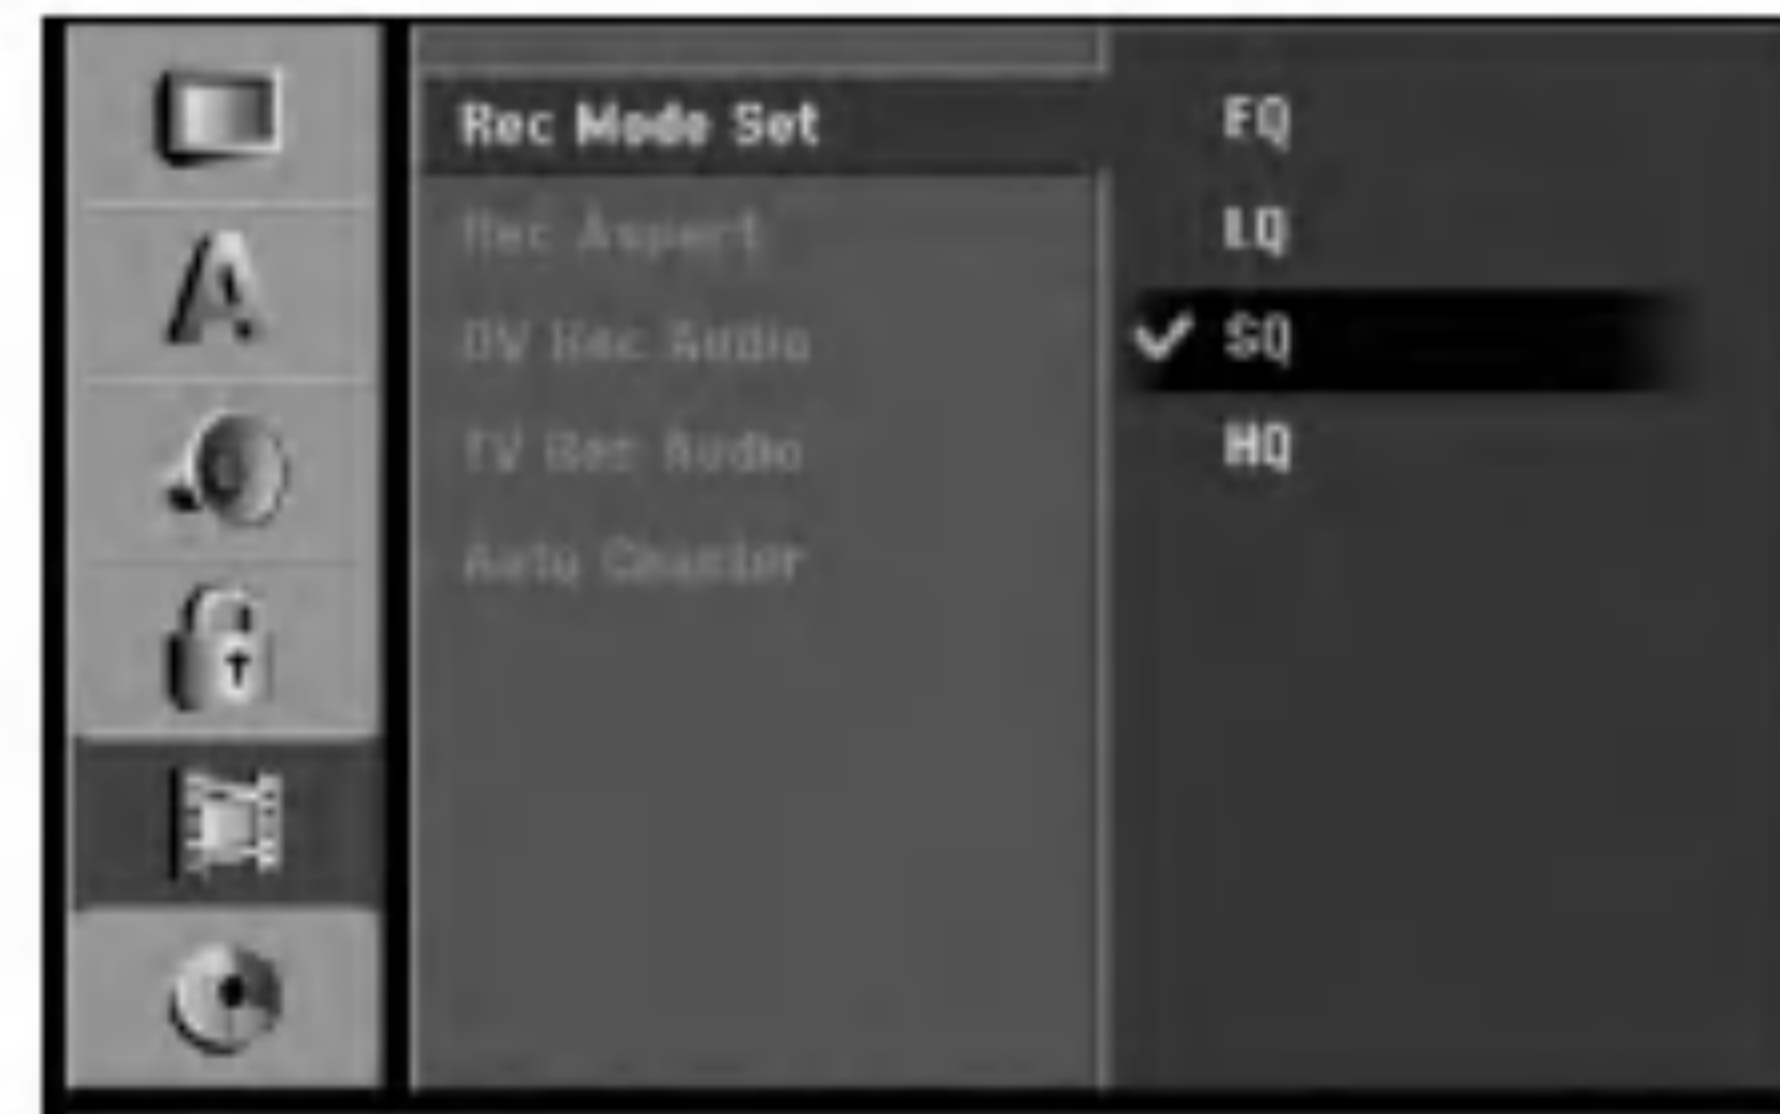 Rec Mode Set
Rec Aspect
DV Rec Audio
TV Rec Audio
Auto Chapter
EQ
LQ
SQ
HQ